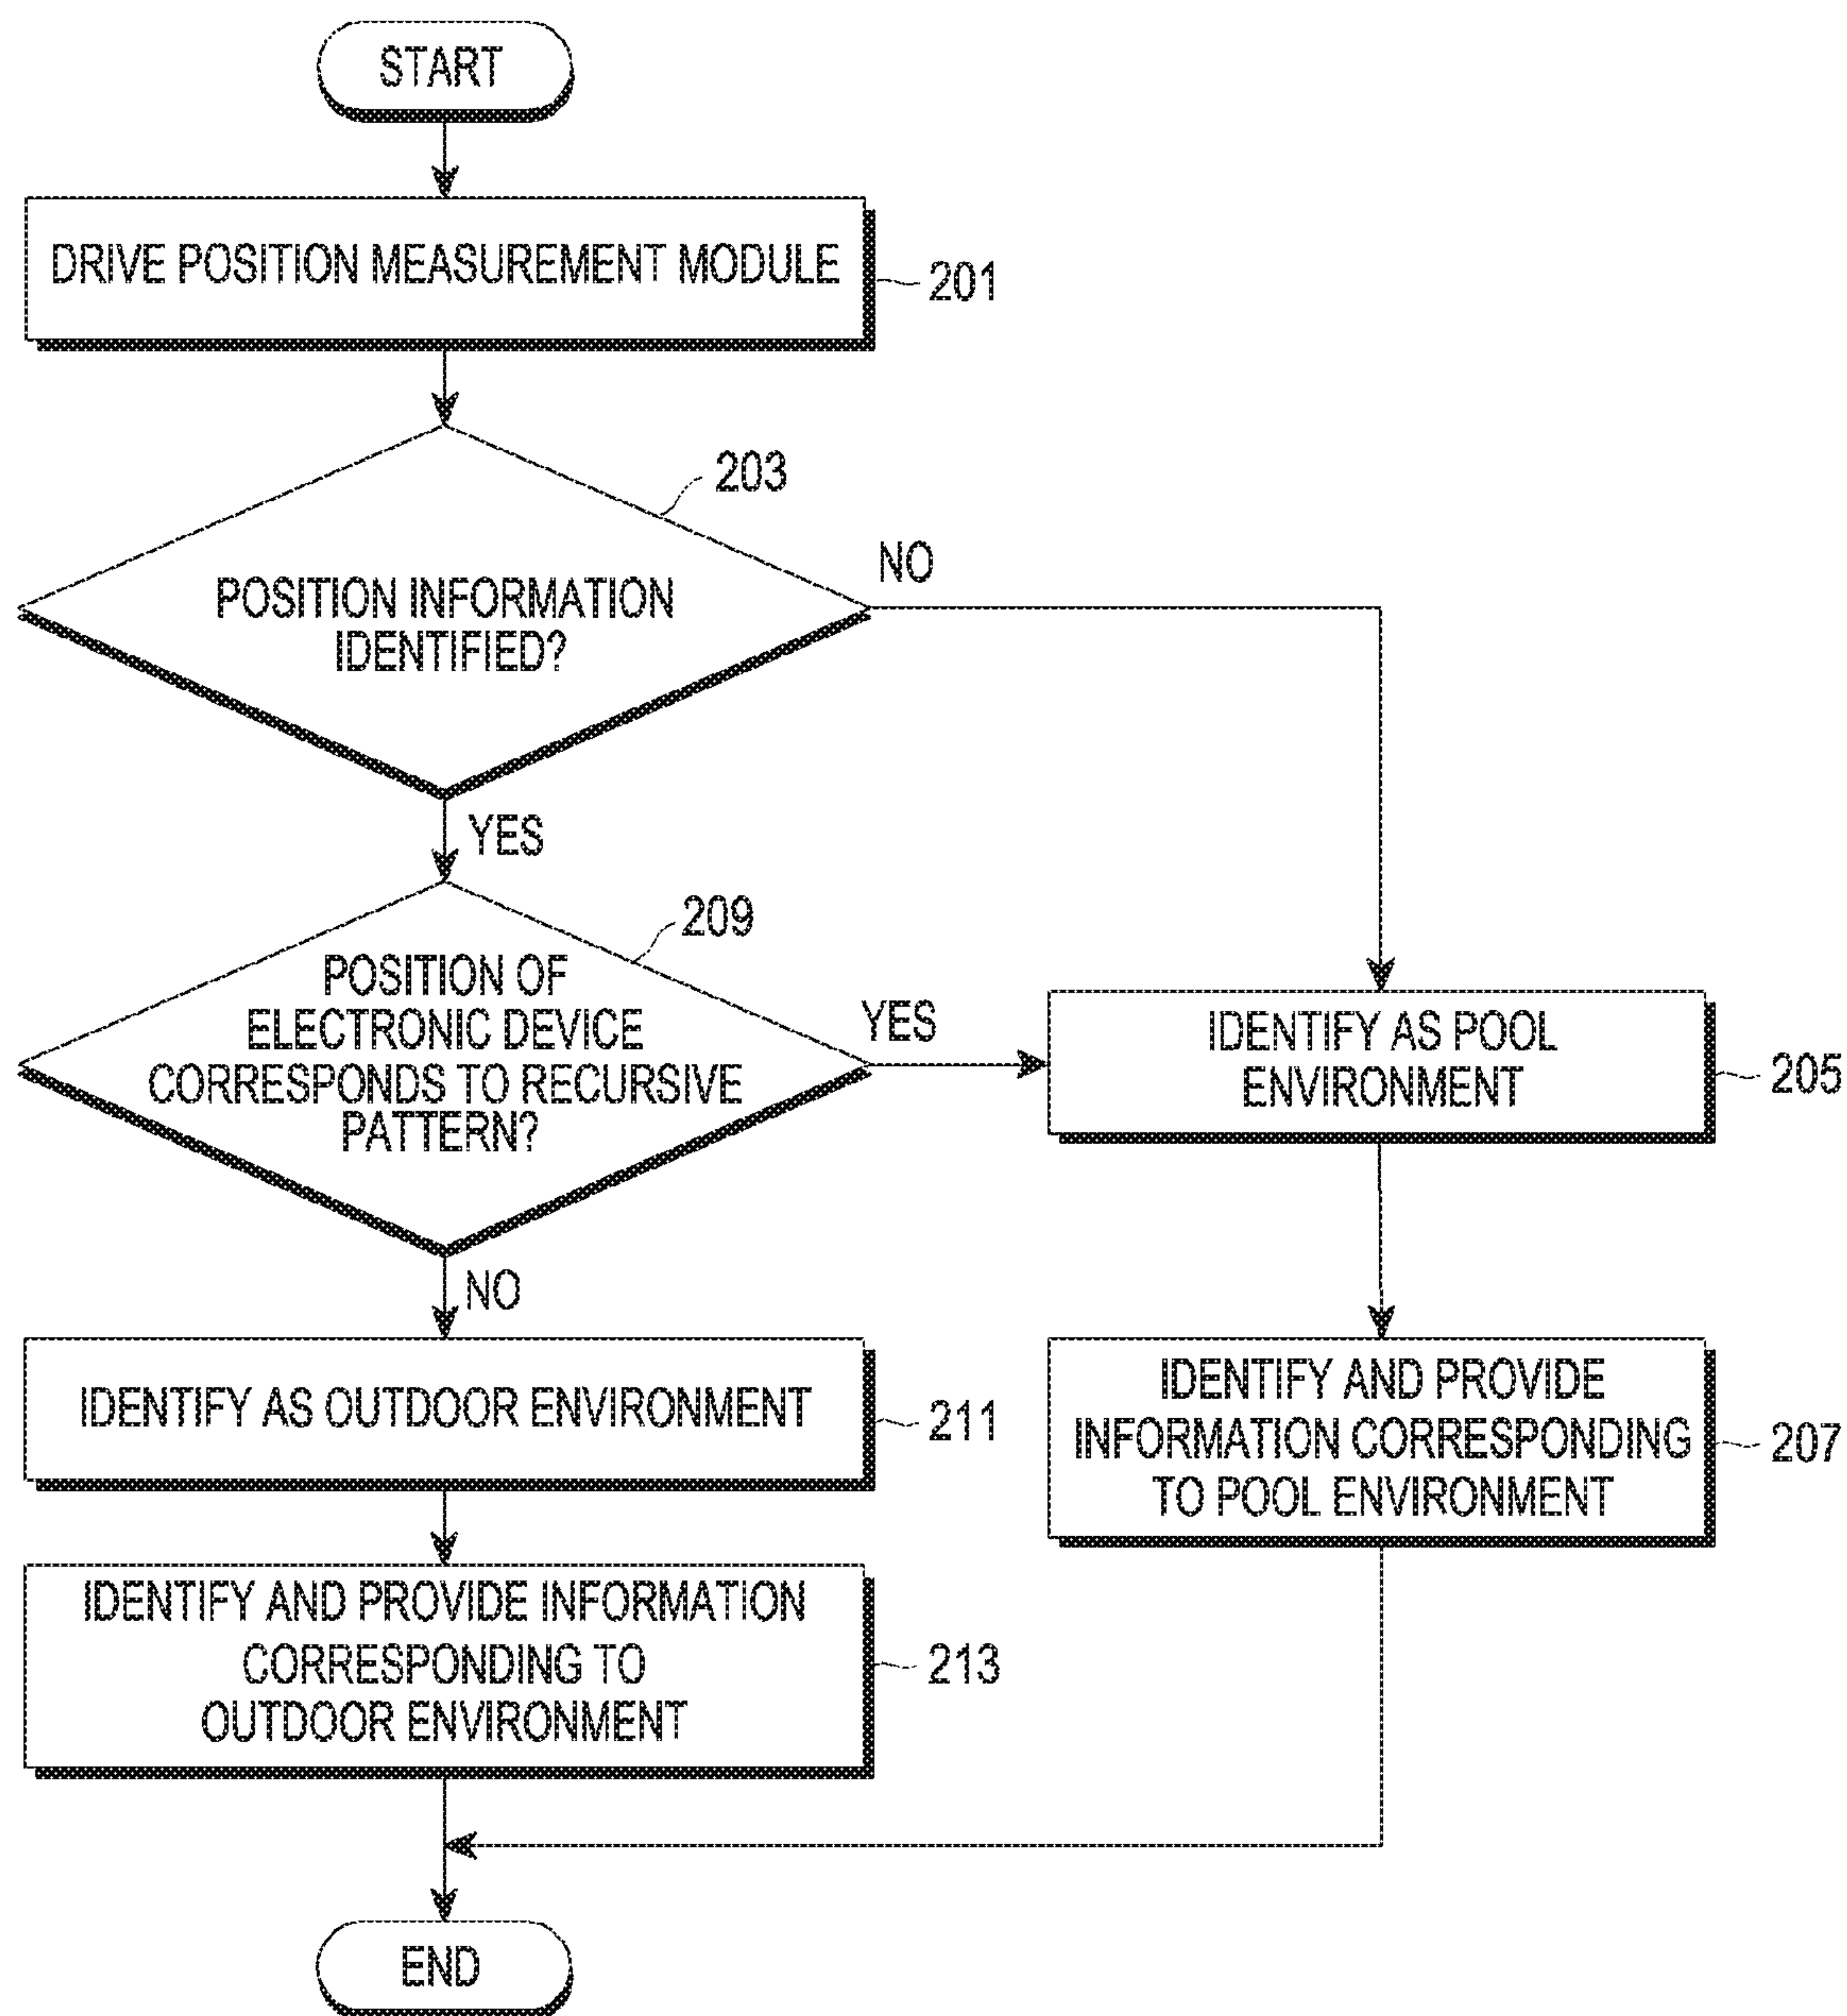 START
DRIVE POSITION MEASUREMENT MODULE
201
203
POSITION INFORMATION
IDENTIFIED?
NO
YES
209
POSITION OF
ELECTRONIC DEVICE
CORRESPONDS TO RECURSIVE
PATTERN?
YES
NO
IDENTIFY AS POOL
ENVIRONMENT
205
IDENTIFY AS OUTDOOR ENVIRONMENT
211
IDENTIFY AND PROVIDE
INFORMATION CORRESPONDING
TO POOL ENVIRONMENT
207
IDENTIFY AND PROVIDE INFORMATION
CORRESPONDING TO
OUTDOOR ENVIRONMENT
213
END